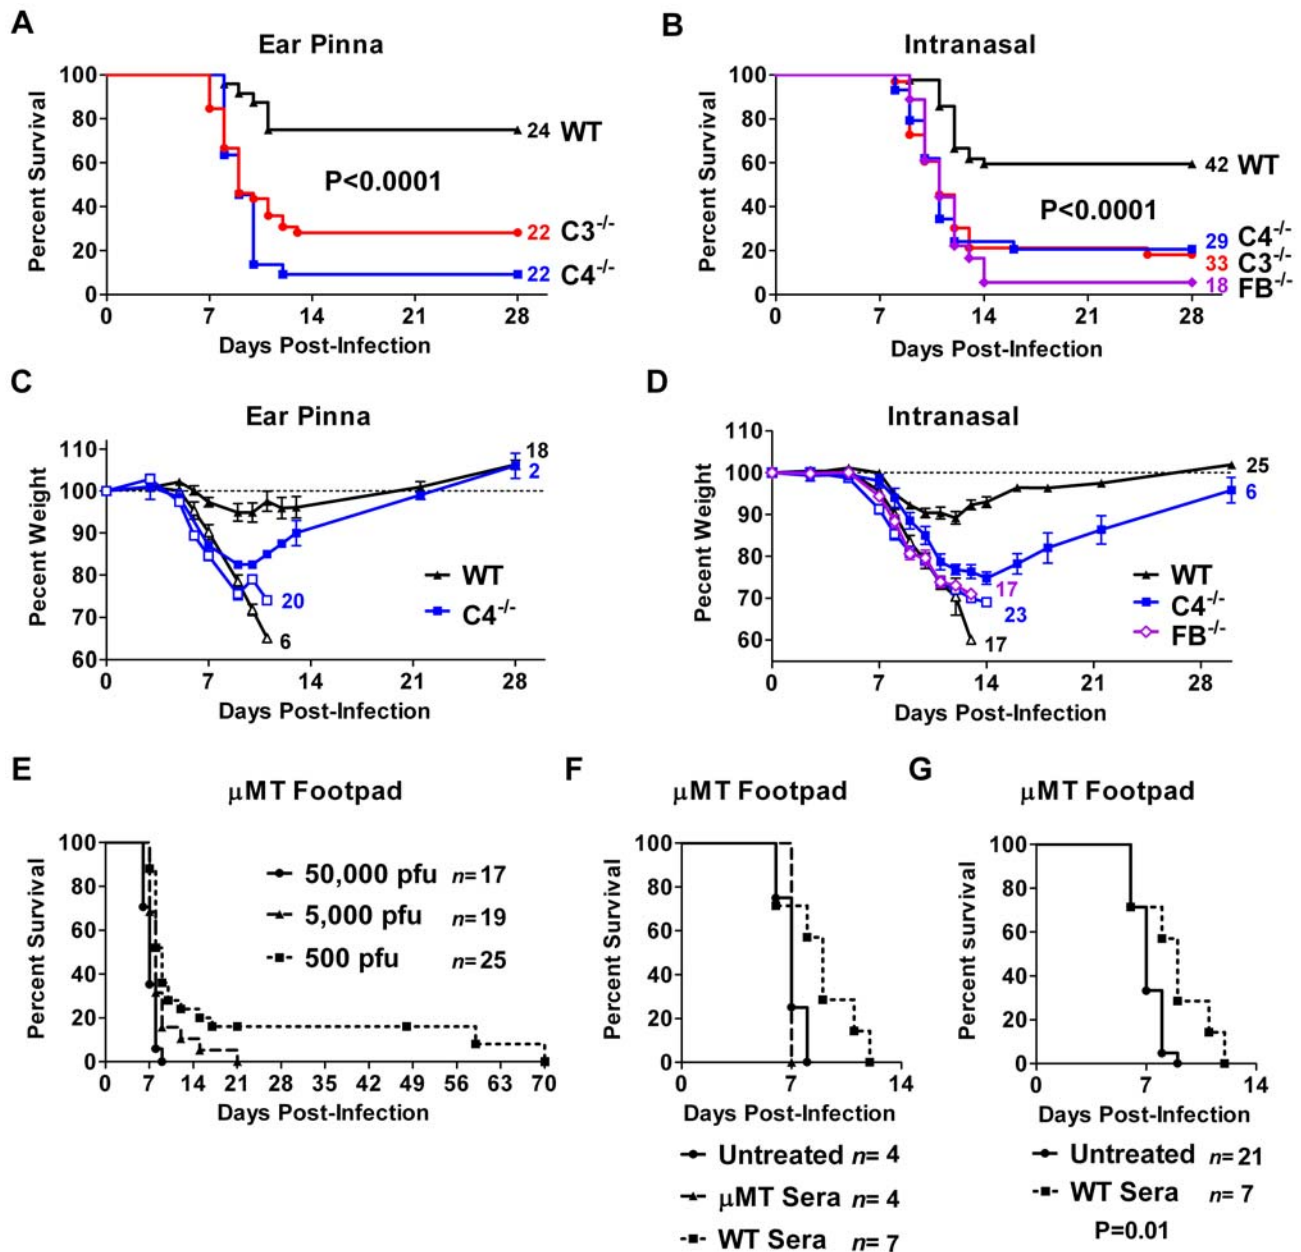 A
Ear Pinna
Percent Survival
100
80
60
40
20
0
0 7 14 21 28
Days Post-Infection
P<0.0001
24 WT
22 C3-/-
22 C4-/-
B
Intranasal
Percent Survival
100
80
60
40
20
0
0 7 14 21 28
Days Post-Infection
P<0.0001
42 WT
29 C4-/-
33 C3-/-
18 FB-/-
C
Ear Pinna
Pecent Weight
110
100
90
80
70
60
0 7 14 21 28
Days Post-Infection
18
2
20
6
WT
C4-/-
D
Intranasal
Pecent Weight
110
100
90
80
70
60
0 7 14 21 28
Days Post-Infection
25
6
17
23
17
WT
C4-/-
FB-/-
E
μMT Footpad
Percent Survival
100
80
60
40
20
0
0 7 14 21 28 35 42 49 56 63 70
Days Post-Infection
50,000 pfu n=17
5,000 pfu n=19
500 pfu n=25
F
μMT Footpad
Percent Survival
100
80
60
40
20
0
0 7 14
Days Post-Infection
Untreated n= 4
μMT Sera n= 4
WT Sera n= 7
G
μMT Footpad
Percent survival
100
80
60
40
20
0
0 7 14
Days Post-Infection
Untreated n=21
WT Sera n= 7
P=0.01